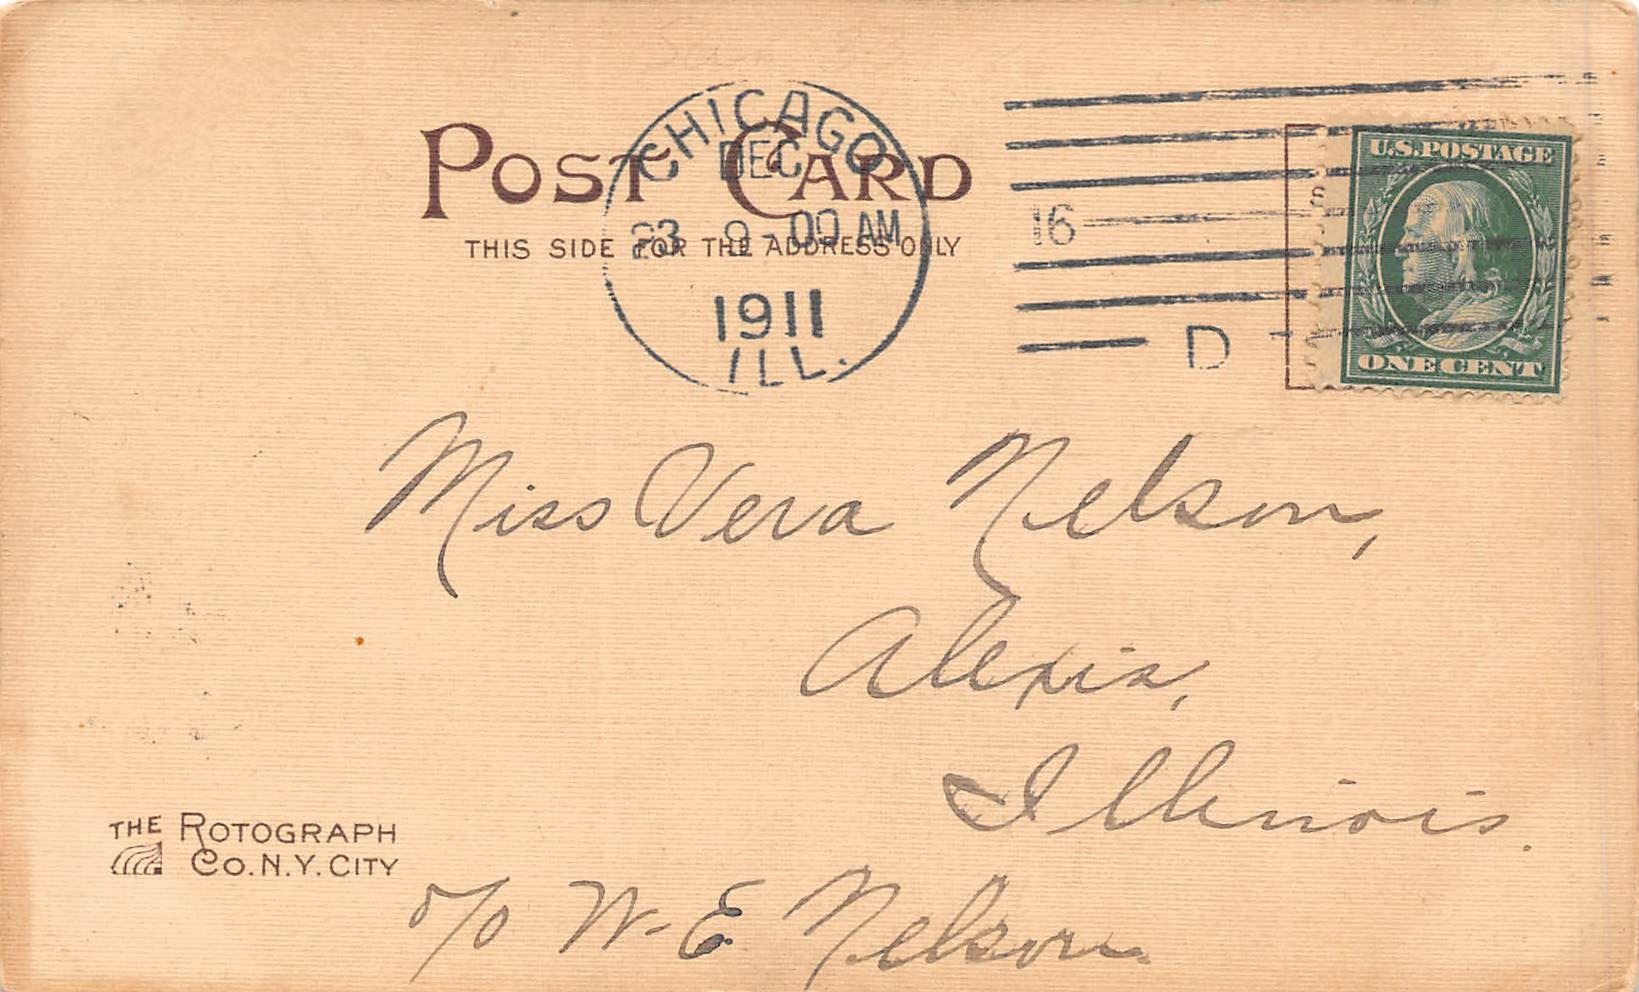 POST CARD
THIS SIDE FOR THE ADDRESS ONLY
CHICAGO
DEC
23 9-00 AM
1911
ILL.
16
D
U.S. POSTAGE
ONE CENT
Miss Vera Nelson,
Alexis,
Illinois.
c/o W. E. Nelson.
THE ROTOGRAPH
CO. N.Y. CITY